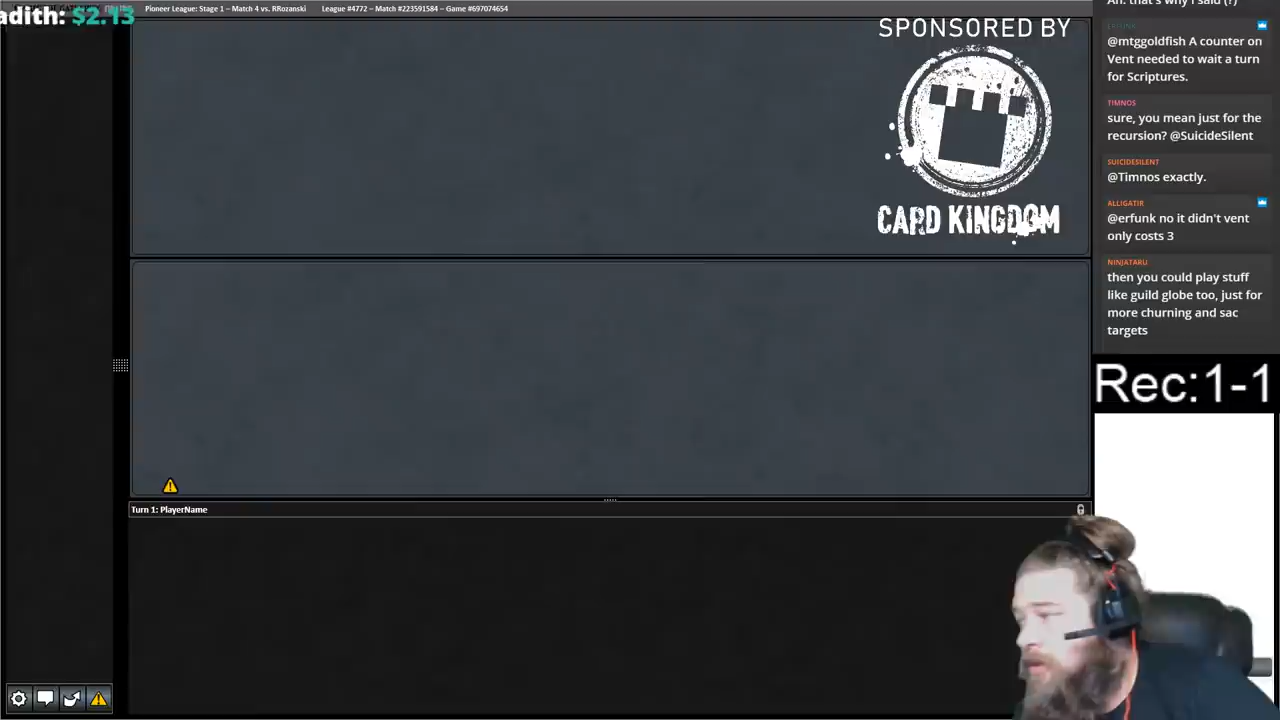 adith: $2.13
Pioneer League: Stage 1 – Match 4 vs. RRozanski
League #4772 – Match #223591584 – Game #697074654
SPONSORED BY
CARD KINGDOM
@mtggoldfish A counter on
Vent needed to wait a turn
for Scriptures.
TIMNOS
sure, you mean just for the
recursion? @SuicideSilent
SUICIDESILENT
@Timnos exactly.
ALLIGATIR
@erfunk no it didn't vent
only costs 3
NINJATARU
then you could play stuff
like guild globe too, just for
more churning and sac
targets
Rec:1-1
Turn 1: PlayerName